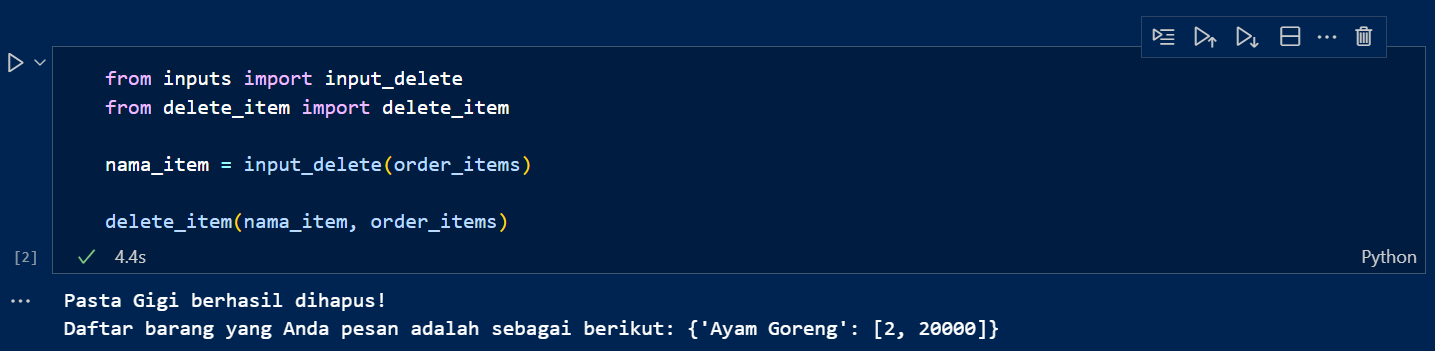 from inputs import input_delete
from delete_item import delete_item
nama_item = input_delete(order_items)
delete_item(nama_item, order_items)
[2]
4.4s
Python
Pasta Gigi berhasil dihapus!
Daftar barang yang Anda pesan adalah sebagai berikut: {'Ayam Goreng': [2, 20000]}